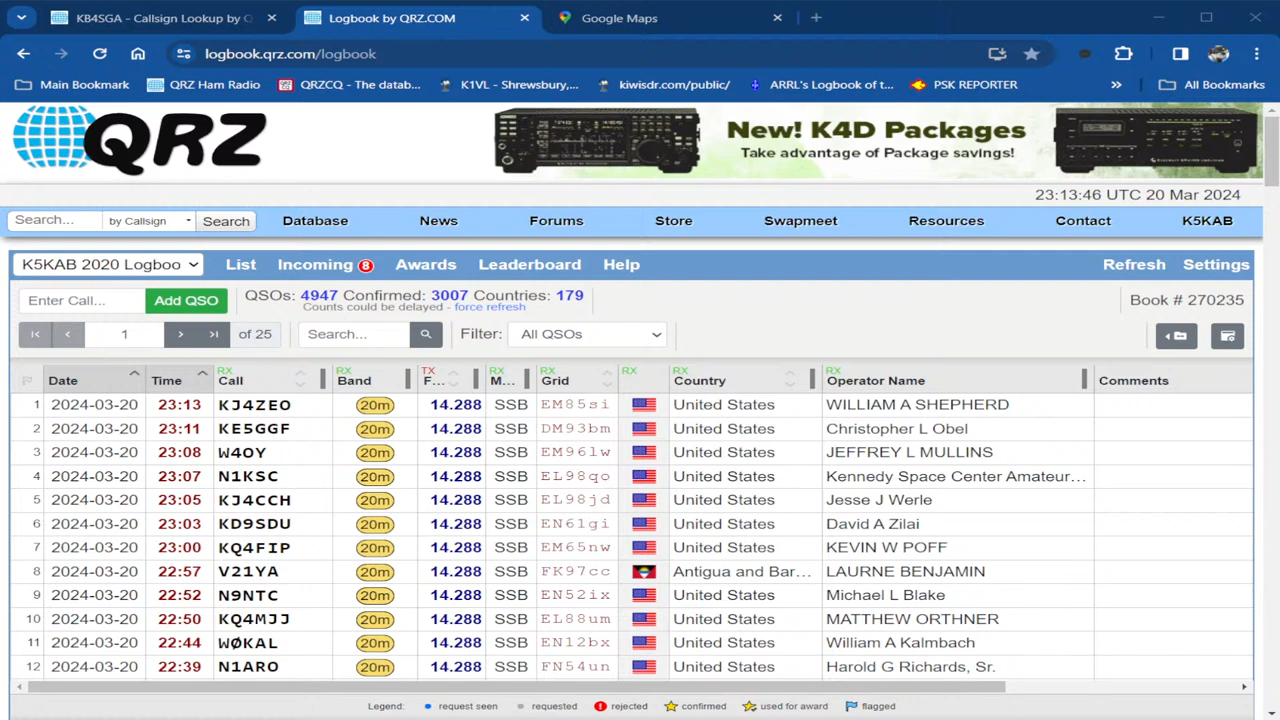 KB4SGA - Callsign Lookup by Q
Logbook by QRZ.COM
Google Maps
logbook.qrz.com/logbook
Main Bookmark
QRZ Ham Radio
QRZCQ - The datab...
K1VL - Shrewsbury,...
kiwisdr.com/public/
ARRL's Logbook of t...
PSK REPORTER
»
All Bookmarks
QRZ
New! K4D Packages
Take advantage of Package savings!
23:13:46 UTC 20 Mar 2024
Search... by Callsign Search Database News Forums Store Swapmeet Resources Contact K5KAB
K5KAB 2020 Logboo List Incoming 8 Awards Leaderboard Help Refresh Settings
Enter Call... Add QSO QSOs: 4947 Confirmed: 3007 Countries: 179 Book # 270235
Counts could be delayed - force refresh
1 of 25 Search... Filter: All QSOs
RX RX TX RX RX RX RX RX
Date Time Call Band F... M... Grid Country Operator Name Comments
1 2024-03-20 23:13 KJ4ZEO 20m 14.288 SSB EM85si United States WILLIAM A SHEPHERD
2 2024-03-20 23:11 KE5GGF 20m 14.288 SSB DM93bm United States Christopher L Obel
3 2024-03-20 23:08 W4OY 20m 14.288 SSB EM96lw United States JEFFREY L MULLINS
4 2024-03-20 23:07 N1KSC 20m 14.288 SSB EL98qo United States Kennedy Space Center Amateur...
5 2024-03-20 23:05 KJ4CCH 20m 14.288 SSB EL98jd United States Jesse J Werle
6 2024-03-20 23:03 KD9SDU 20m 14.288 SSB EN61gi United States David A Zilai
7 2024-03-20 23:00 KQ4FIP 20m 14.288 SSB EM65nw United States KEVIN W POFF
8 2024-03-20 22:57 V21YA 20m 14.288 SSB FK97cc Antigua and Bar... LAURNE BENJAMIN
9 2024-03-20 22:52 N9NTC 20m 14.288 SSB EN52ix United States Michael L Blake
10 2024-03-20 22:50 KQ4MJJ 20m 14.288 SSB EL88um United States MATTHEW ORTHNER
11 2024-03-20 22:44 WØKAL 20m 14.288 SSB EN12bx United States William A Kalmbach
12 2024-03-20 22:39 N1ARO 20m 14.288 SSB FN54un United States Harold G Richards, Sr.
Legend: request seen requested rejected confirmed used for award flagged